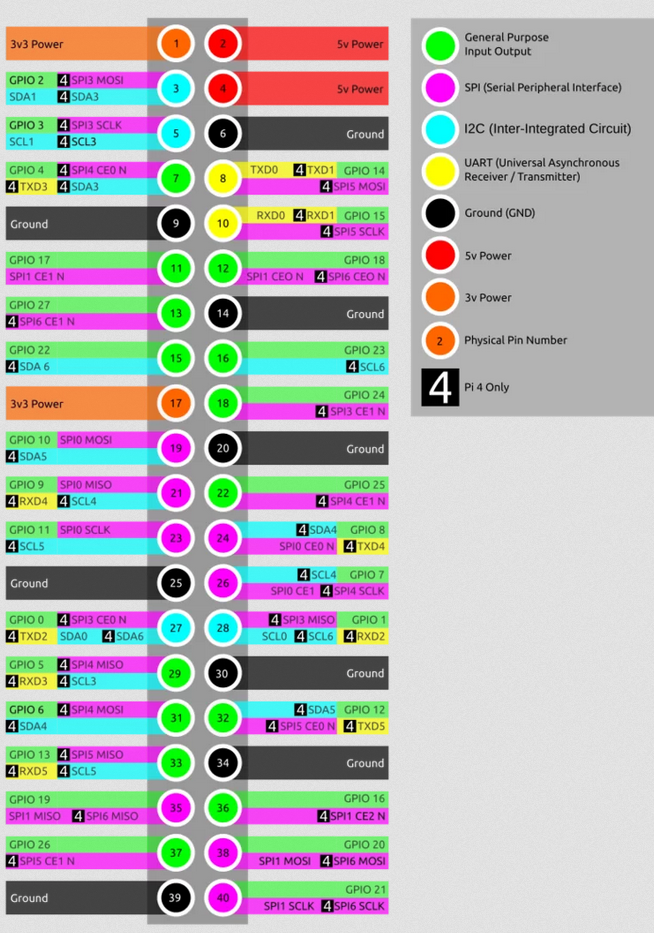 3v3 Power 1 2 5v Power
GPIO 2 4 SPI3 MOSI
SDA1 4 SDA3 3 4 5v Power
GPIO 3 4 SPI3 SCLK
SCL1 4 SCL3 5 6 Ground
GPIO 4 4 SPI4 CE0 N
4 TXD3 4 SDA3 7 8 TXD0 4 TXD1 GPIO 14
4 SPI5 MOSI
Ground 9 10 RXD0 4 RXD1 GPIO 15
4 SPI5 SCLK
GPIO 17
SPI1 CE1 N 11 12 GPIO 18
SPI1 CEO N 4 SPI6 CEO N
GPIO 27
4 SPI6 CE1 N 13 14 Ground
GPIO 22
4 SDA 6 15 16 GPIO 23
4 SCL6
3v3 Power 17 18 GPIO 24
4 SPI3 CE1 N
GPIO 10 SPI0 MOSI
4 SDA5 19 20 Ground
GPIO 9 SPI0 MISO
4 RXD4 4 SCL4 21 22 GPIO 25
4 SPI4 CE1 N
GPIO 11 SPI0 SCLK
4 SCL5 23 24 4 SDA4 GPIO 8
SPI0 CE0 N 4 TXD4
Ground 25 26 4 SCL4 GPIO 7
SPI0 CE1 4 SPI4 SCLK
GPIO 0 4 SPI3 CE0 N
4 TXD2 SDA0 4 SDA6 27 28 4 SPI3 MISO GPIO 1
SCL0 4 SCL6 4 RXD2
GPIO 5 4 SPI4 MISO
4 RXD3 4 SCL3 29 30 Ground
GPIO 6 4 SPI4 MOSI
4 SDA4 31 32 4 SDA5 GPIO 12
4 SPI5 CE0 N 4 TXD5
GPIO 13 4 SPI5 MISO
4 RXD5 4 SCL5 33 34 Ground
GPIO 19
SPI1 MISO 4 SPI6 MISO 35 36 GPIO 16
4 SPI1 CE2 N
GPIO 26
4 SPI5 CE1 N 37 38 GPIO 20
SPI1 MOSI 4 SPI6 MOSI
Ground 39 40 GPIO 21
SPI1 SCLK 4 SPI6 SCLK
General Purpose
Input Output
SPI (Serial Peripheral Interface)
I2C (Inter-Integrated Circuit)
UART (Universal Asynchronous
Receiver / Transmitter)
Ground (GND)
5v Power
3v Power
2 Physical Pin Number
4 Pi 4 Only